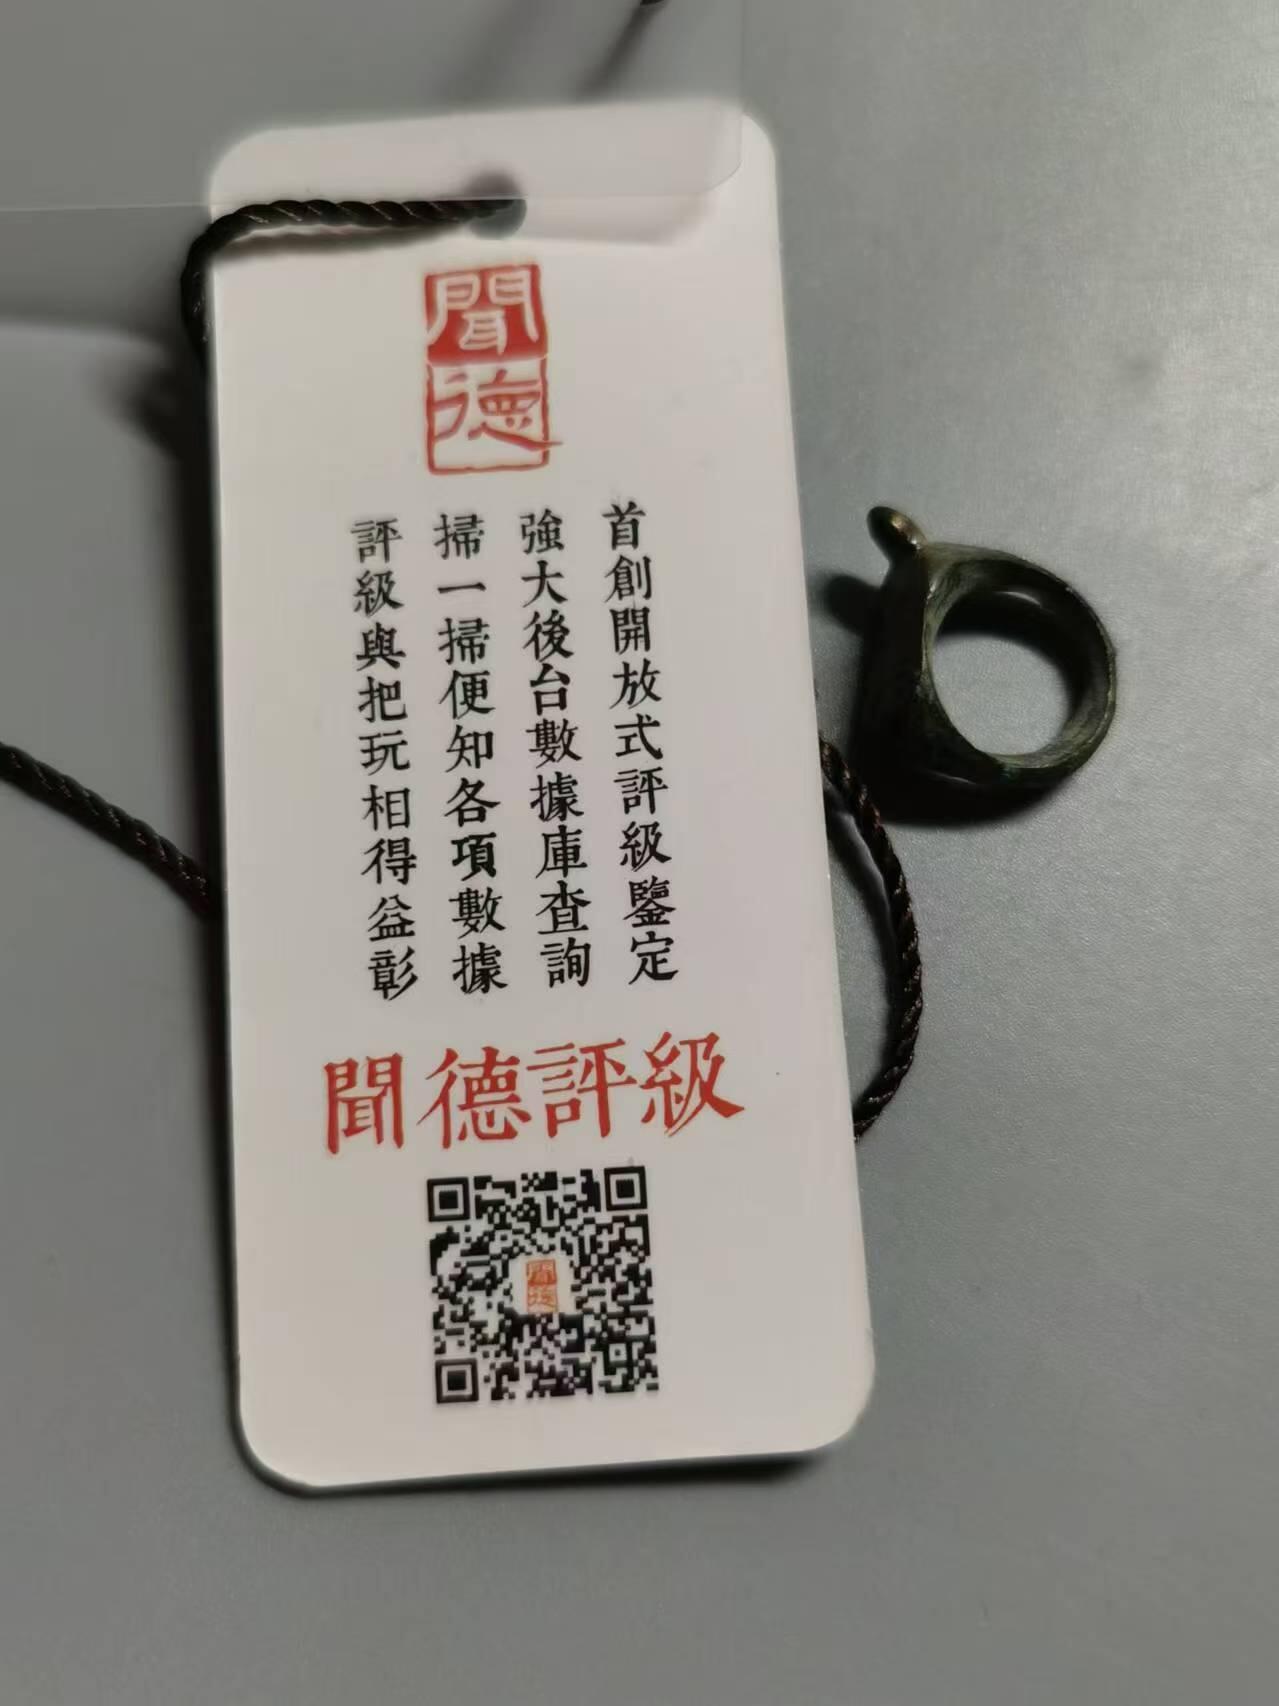 聞德
首創開放式評級鑒定
強大後台數據庫查詢
掃一掃便知各項數據
評級與把玩相得益彰
聞德評級
聞德